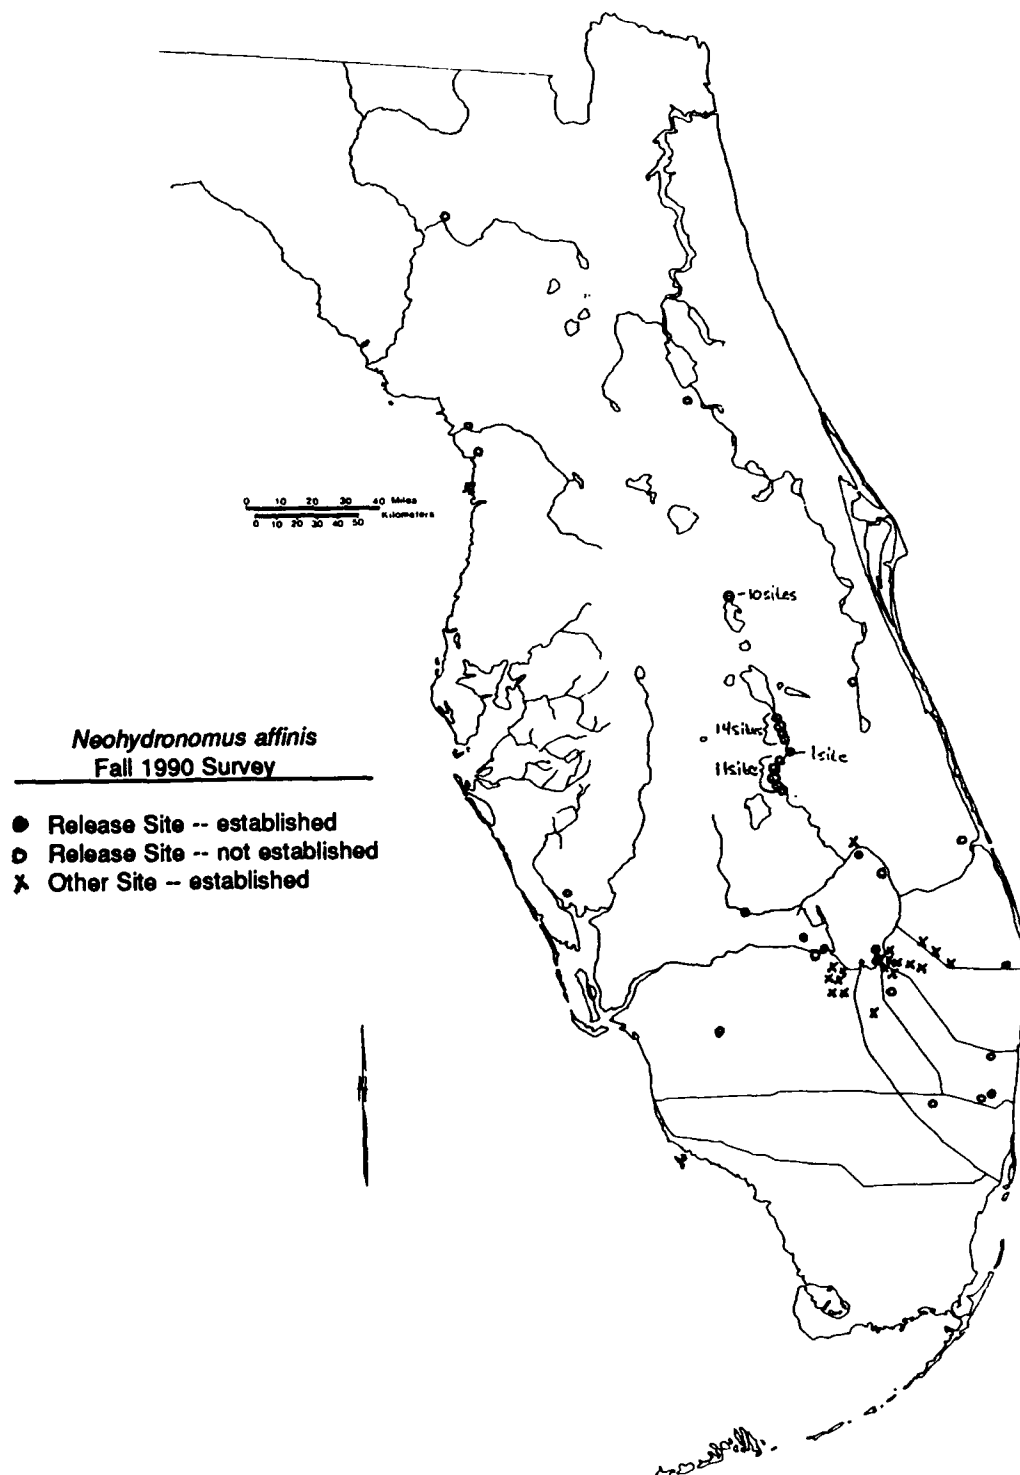 0 10 20 30 40 Miles
0 10 20 30 40 50 Kilometers
-10sites
14sites
1site
11site
Neohydronomus affinis
Fall 1990 Survey
Release Site -- established
Release Site -- not established
Other Site -- established